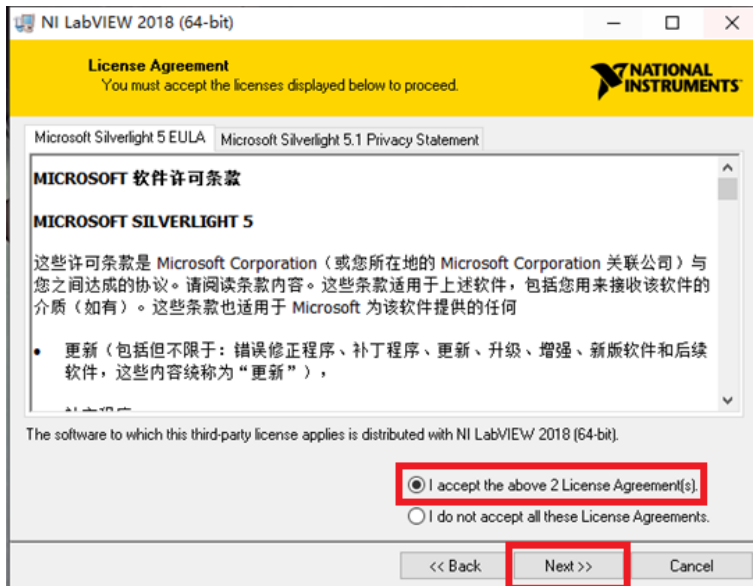 NI LabVIEW 2018 (64-bit)
License Agreement
You must accept the licenses displayed below to proceed.
NATIONAL
INSTRUMENTS
Microsoft Silverlight 5 EULA
Microsoft Silverlight 5.1 Privacy Statement
MICROSOFT 软件许可条款
MICROSOFT SILVERLIGHT 5
这些许可条款是 Microsoft Corporation（或您所在地的 Microsoft Corporation 关联公司）与
您之间达成的协议。请阅读条款内容。这些条款适用于上述软件，包括您用来接收该软件的
介质（如有）。这些条款也适用于 Microsoft 为该软件提供的任何
• 更新（包括但不限于：错误修正程序、补丁程序、更新、升级、增强、新版软件和后续
软件，这些内容统称为“更新”），
The software to which this third-party license applies is distributed with NI LabVIEW 2018 (64-bit).
I accept the above 2 License Agreement(s).
I do not accept all these License Agreements.
<< Back
Next >>
Cancel